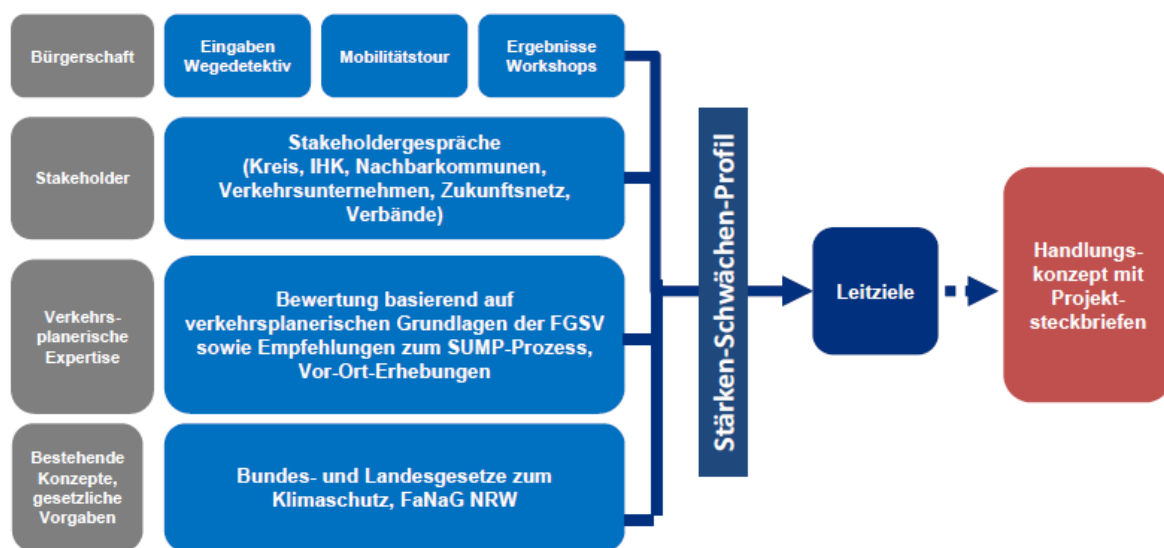 Bürgerschaft
Eingaben
Wegedetektiv
Mobilitätstour
Ergebnisse
Workshops
Stakeholder
Stakeholdergespräche
(Kreis, IHK, Nachbarkommunen,
Verkehrsunternehmen, Zukunftsnetz,
Verbände)
Verkehrs-
planerische
Expertise
Bewertung basierend auf
verkehrsplanerischen Grundlagen der FGSV
sowie Empfehlungen zum SUMP-Prozess,
Vor-Ort-Erhebungen
Bestehende
Konzepte,
gesetzliche
Vorgaben
Bundes- und Landesgesetze zum
Klimaschutz, FaNaG NRW
Stärken-Schwächen-Profil
Leitziele
Handlungs-
konzept mit
Projekt-
steckbriefen